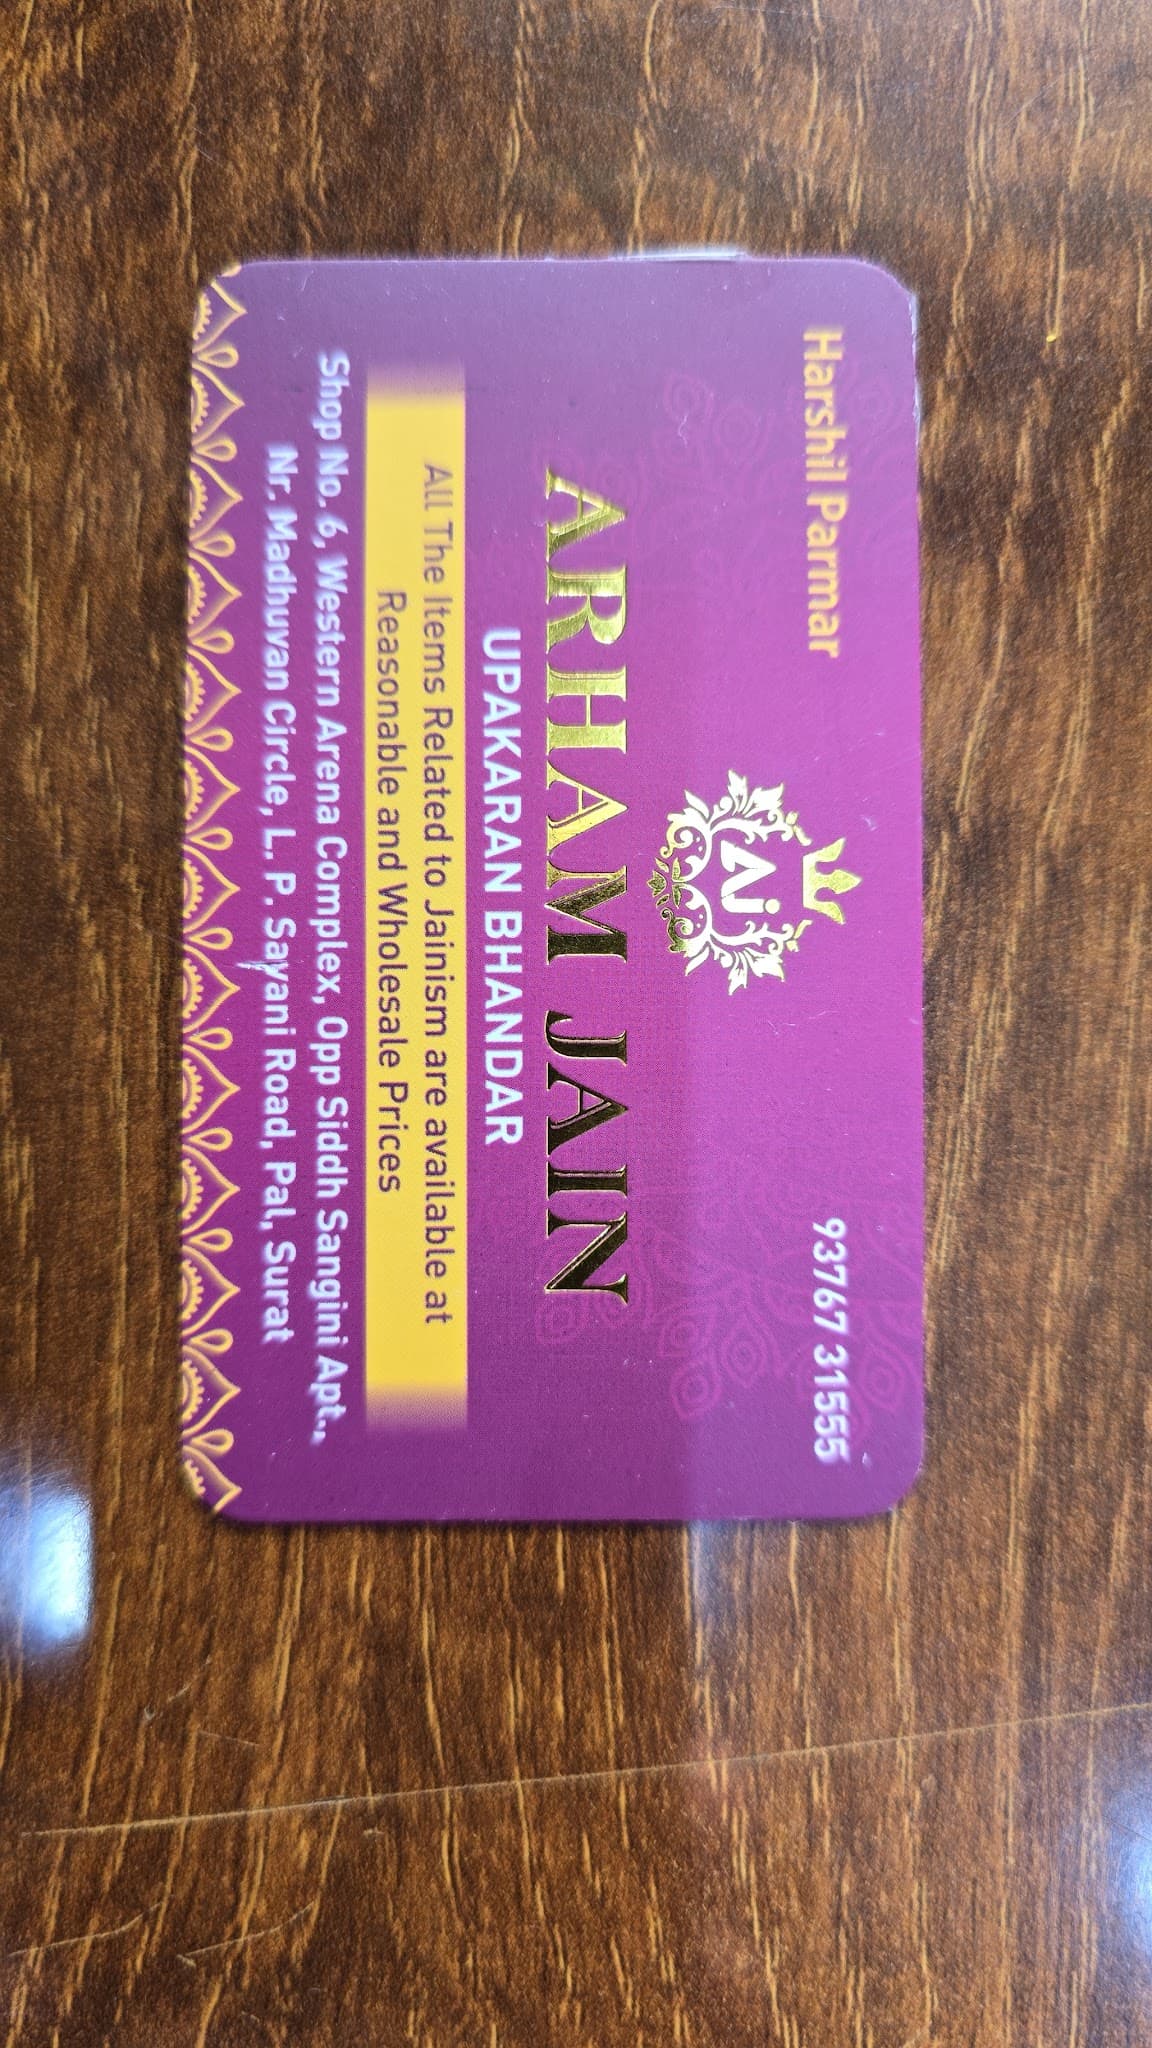 Harshil Parmar
93767 31555
Aj
ARHAM JAIN
UPAKARAN BHANDAR
All The Items Related to Jainism are available at
Reasonable and Wholesale Prices
Shop No. 6, Western Arena Complex, Opp Siddh Sangini Apt.,
Nr. Madhuvan Circle, L. P. Sayani Road, Pal, Surat